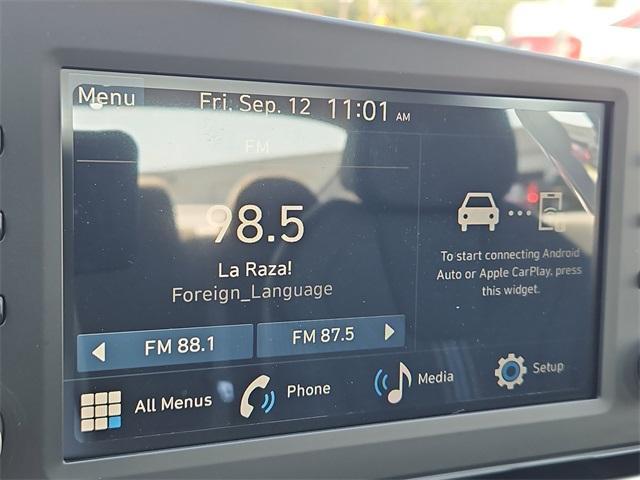 Menu
Fri. Sep. 12 11:01 AM
FM
98.5
La Raza!
Foreign_Language
FM 88.1
FM 87.5
To start connecting Android
Auto or Apple CarPlay, press
this widget.
All Menus
Phone
Media
Setup